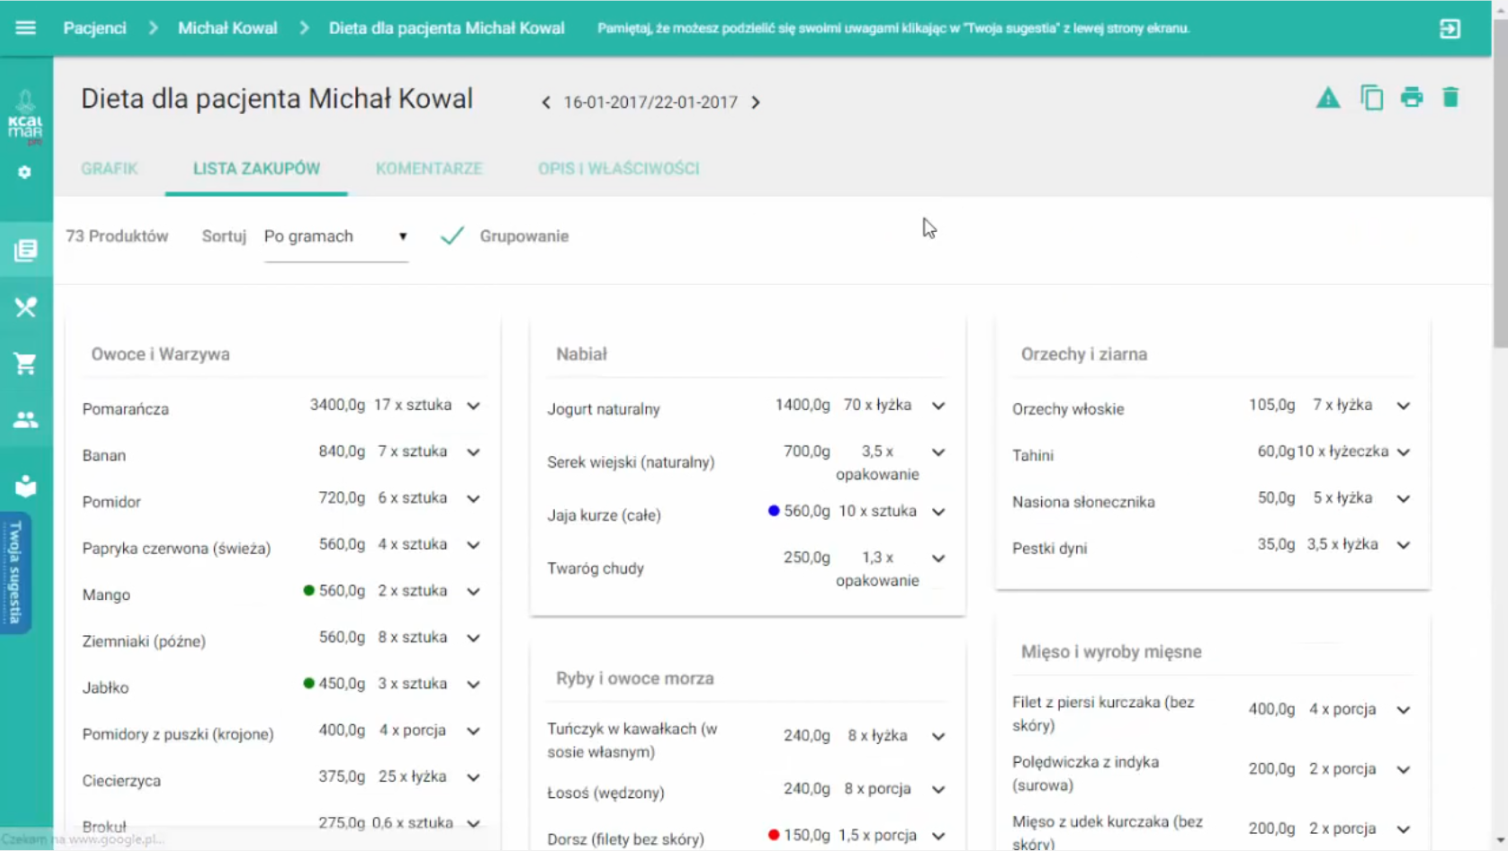 Pacjenci > Michał Kowal > Dieta dla pacjenta Michał Kowal Pamiętaj, że możesz podzielić się swoimi uwagami klikając w "Twoja sugestia" z lewej strony ekranu.
kcal
mar
pro
Dieta dla pacjenta Michał Kowal < 16-01-2017/22-01-2017 >
GRAFIK LISTA ZAKUPÓW KOMENTARZE OPIS I WŁAŚCIWOŚCI
73 Produktów Sortuj Po gramach Grupowanie
Twoja sugestia
Owoce i Warzywa
Pomarańcza 3400,0g 17 x sztuka
Banan 840,0g 7 x sztuka
Pomidor 720,0g 6 x sztuka
Papryka czerwona (świeża) 560,0g 4 x sztuka
Mango 560,0g 2 x sztuka
Ziemniaki (późne) 560,0g 8 x sztuka
Jabłko 450,0g 3 x sztuka
Pomidory z puszki (krojone) 400,0g 4 x porcja
Ciecierzyca 375,0g 25 x łyżka
Brokuł 275,0g 0,6 x sztuka
Nabiał
Jogurt naturalny 1400,0g 70 x łyżka
Serek wiejski (naturalny) 700,0g 3,5 x
opakowanie
Jaja kurze (całe) 560,0g 10 x sztuka
Twaróg chudy 250,0g 1,3 x
opakowanie
Ryby i owoce morza
Tuńczyk w kawałkach (w
sosie własnym) 240,0g 8 x łyżka
Łosoś (wędzony) 240,0g 8 x porcja
Dorsz (filety bez skóry) 150,0g 1,5 x porcja
Orzechy i ziarna
Orzechy włoskie 105,0g 7 x łyżka
Tahini 60,0g 10 x łyżeczka
Nasiona słonecznika 50,0g 5 x łyżka
Pestki dyni 35,0g 3,5 x łyżka
Mięso i wyroby mięsne
Filet z piersi kurczaka (bez
skóry) 400,0g 4 x porcja
Polędwiczka z indyka
(surowa) 200,0g 2 x porcja
Mięso z udek kurczaka (bez
skóry) 200,0g 2 x porcja
Czekam na www.google.pl...